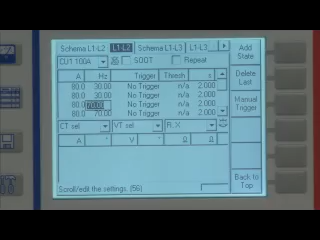 Schema L1-L2 L1-L2 Schema L1-L3 L1-L3
Add State
CU1 100A SOOT Repeat
A Hz Trigger Thresh s
80.0 30.00 No Trigger n/a 2.000
80.0 30.00 No Trigger n/a 2.000
80.0 70.00 No Trigger n/a 2.000
80.0 70.00 No Trigger n/a 2.000
Delete Last
Manual Trigger
CT sel VT sel R, X
A ° V ° Ω Ω
Back to Top
Scroll/edit the settings. (56)